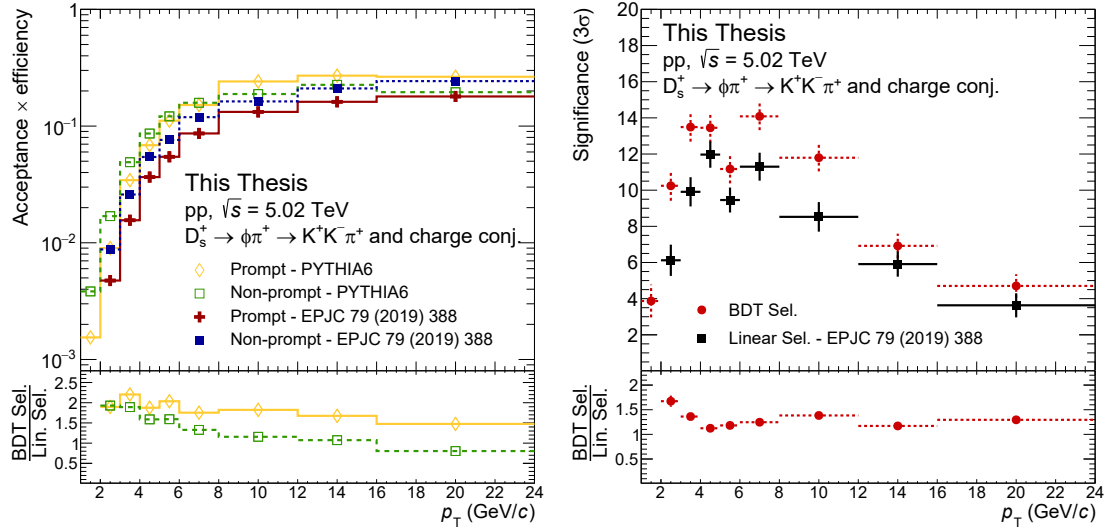 Acceptance × efficiency
1
10⁻¹
10⁻²
10⁻³
This Thesis
pp, √s = 5.02 TeV
D⁺ₛ → ϕπ⁺ → K⁺K⁻π⁺ and charge conj.
Prompt - PYTHIA6
Non-prompt - PYTHIA6
Prompt - EPJC 79 (2019) 388
Non-prompt - EPJC 79 (2019) 388
BDT Sel.
Lin. Sel.
2.5
2
1.5
1
0.5
2 4 6 8 10 12 14 16 18 20 22 24
p_T (GeV/c)
Significance (3σ)
20
18
16
14
12
10
8
6
4
2
This Thesis
pp, √s = 5.02 TeV
D⁺ₛ → ϕπ⁺ → K⁺K⁻π⁺ and charge conj.
BDT Sel.
Linear Sel. - EPJC 79 (2019) 388
BDT Sel.
Lin. Sel.
2
1.5
1
0.5
2 4 6 8 10 12 14 16 18 20 22 24
p_T (GeV/c)